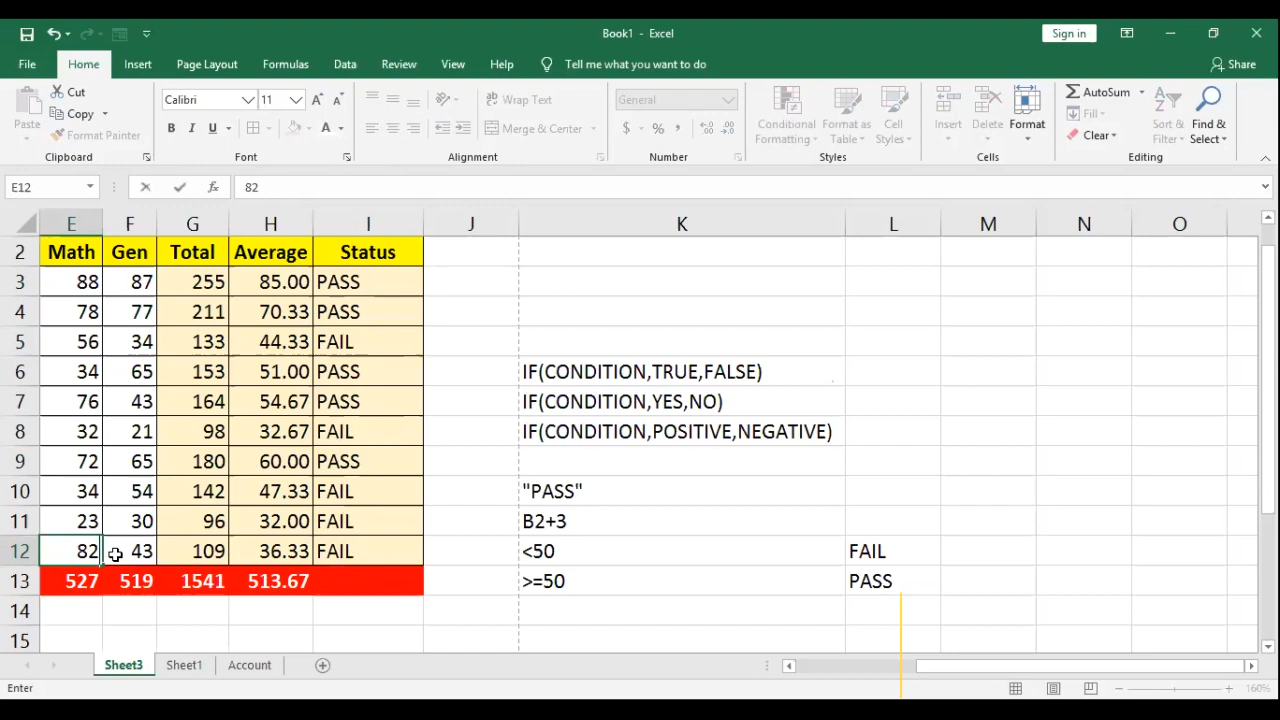 Book1 - Excel
Sign in
File Home Insert Page Layout Formulas Data Review View Help Tell me what you want to do Share
Paste
Cut
Copy
Format Painter
Clipboard
Calibri 11
B I U
Font
Wrap Text
Merge & Center
Alignment
General
$ % ,
Number
Conditional Formatting
Format as Table
Cell Styles
Styles
Insert
Delete
Format
Cells
AutoSum
Fill
Clear
Sort & Filter
Find & Select
Editing
E12 fx 82
E F G H I J K L M N O
2 Math Gen Total Average Status
3 88 87 255 85.00 PASS
4 78 77 211 70.33 PASS
5 56 34 133 44.33 FAIL
6 34 65 153 51.00 PASS IF(CONDITION,TRUE,FALSE)
7 76 43 164 54.67 PASS IF(CONDITION,YES,NO)
8 32 21 98 32.67 FAIL IF(CONDITION,POSITIVE,NEGATIVE)
9 72 65 180 60.00 PASS
10 34 54 142 47.33 FAIL "PASS"
11 23 30 96 32.00 FAIL B2+3
12 82 43 109 36.33 FAIL <50 FAIL
13 527 519 1541 513.67 >=50 PASS
14
15
Sheet3 Sheet1 Account
Enter 160%